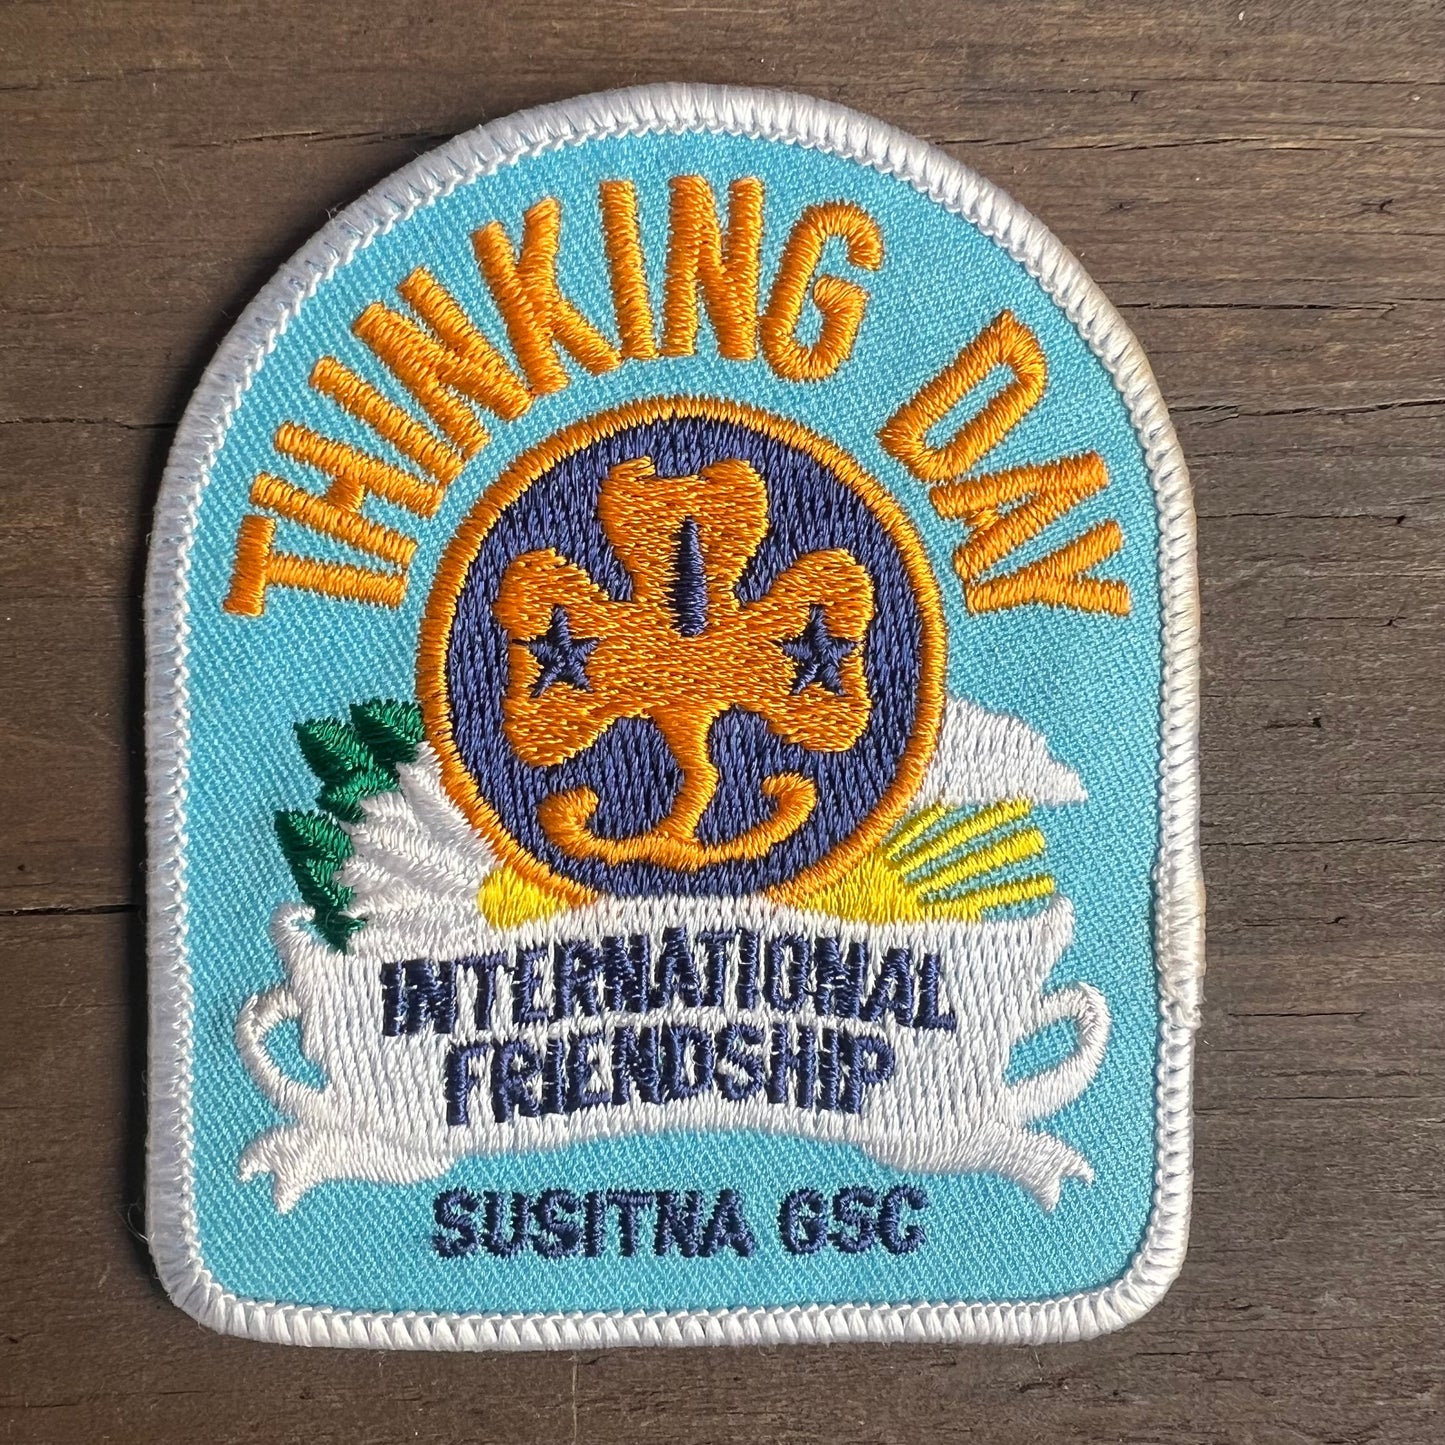 THINKING DAY
INTERNATIONAL
FRIENDSHIP
SUSITNA GSC